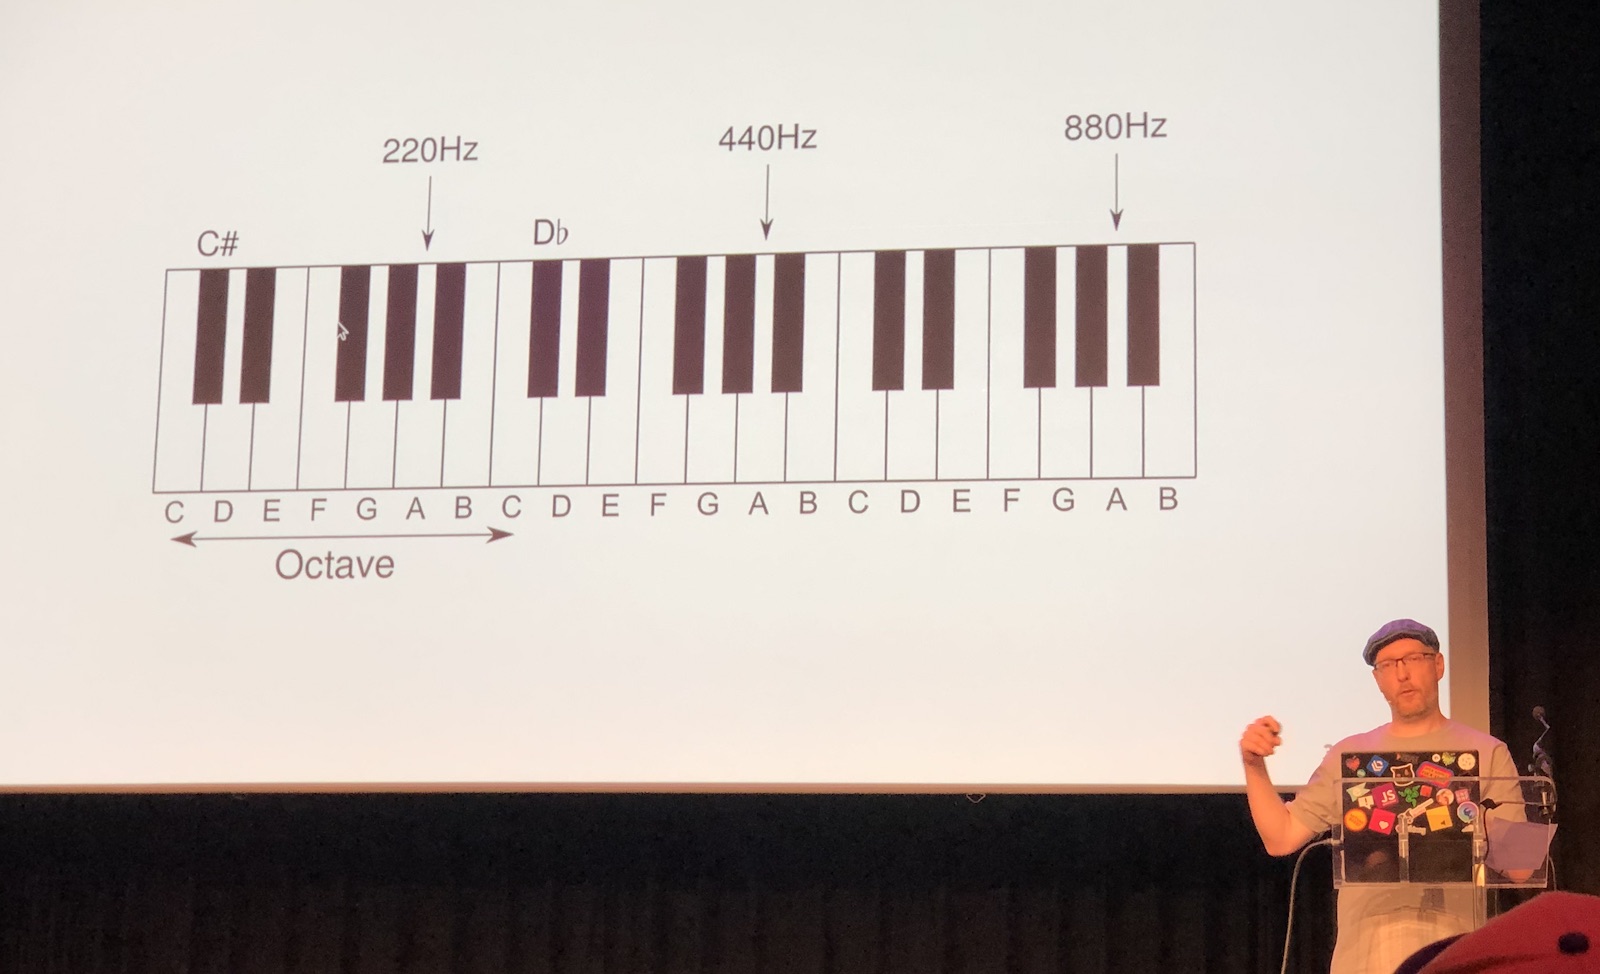 220Hz 440Hz 880Hz
C# D♭
C D E F G A B C D E F G A B C D E F G A B
Octave
JS